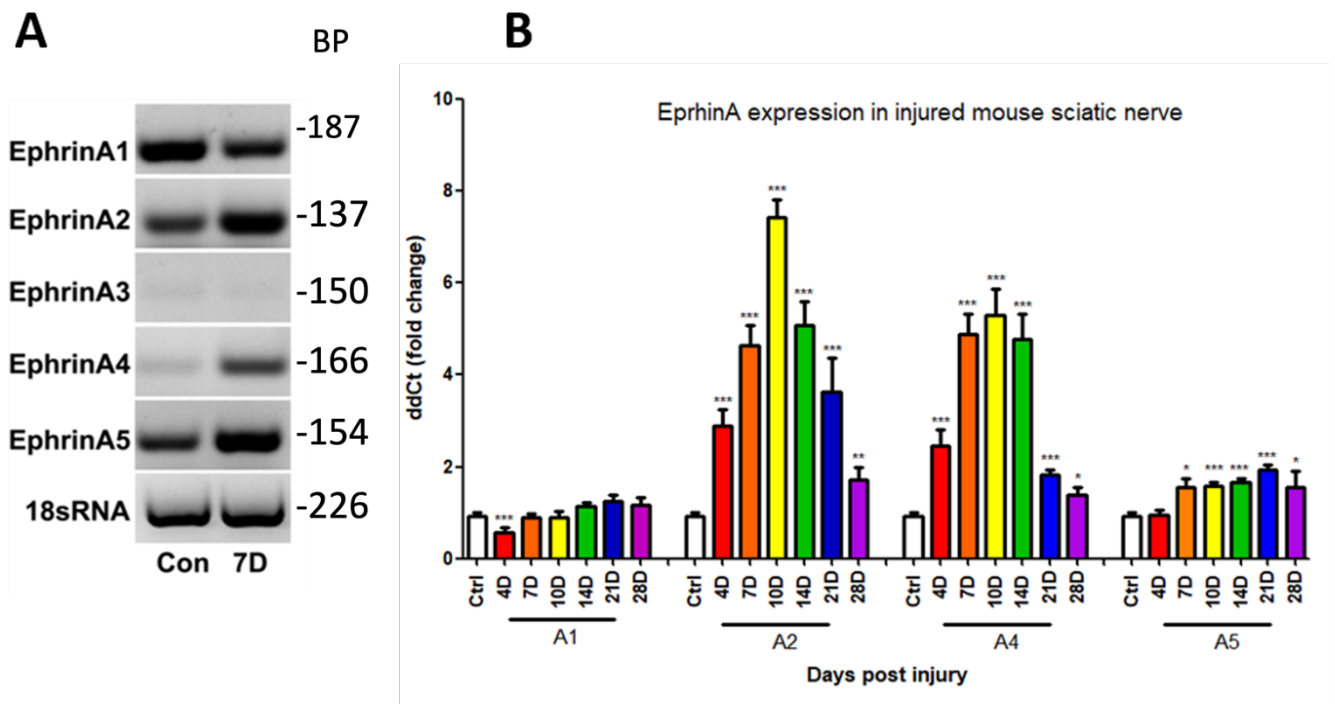 A
BP
EphrinA1
-187
EphrinA2
-137
EphrinA3
-150
EphrinA4
-166
EphrinA5
-154
18sRNA
-226
Con 7D
B
EprhinA expression in injured mouse sciatic nerve
ddCt (fold change)
10
8
6
4
2
0
***
***
***
***
***
***
**
***
***
***
***
***
*
*
***
***
***
*
Ctrl 4D 7D 10D 14D 21D 28D
Ctrl 4D 7D 10D 14D 21D 28D
Ctrl 4D 7D 10D 14D 21D 28D
Ctrl 4D 7D 10D 14D 21D 28D
A1 A2 A4 A5
Days post injury